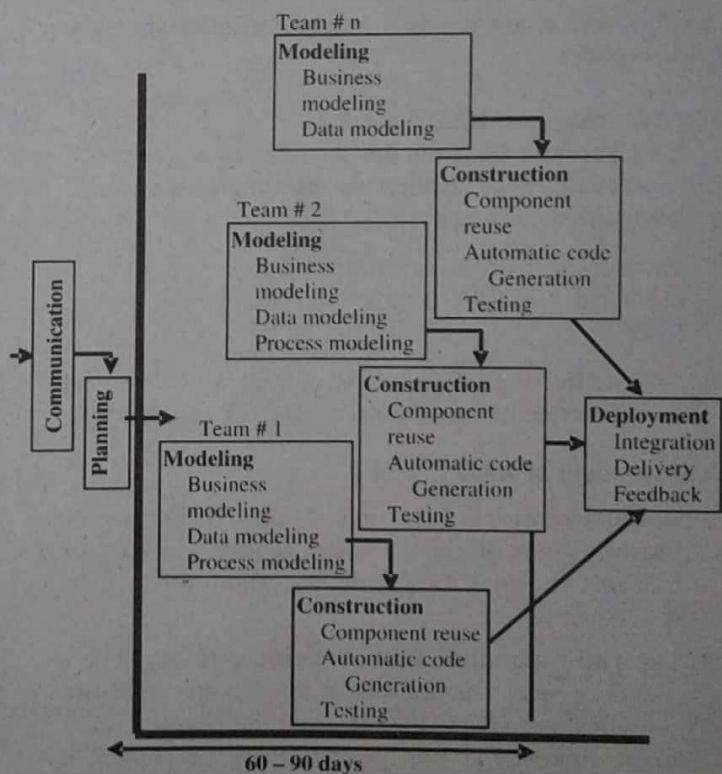 Team # n
Modeling
Business
modeling
Data modeling
Construction
Component
reuse
Automatic code
Generation
Testing
Team # 2
Modeling
Business
modeling
Data modeling
Process modeling
Construction
Component
reuse
Automatic code
Generation
Testing
Communication
Planning
Team # 1
Modeling
Business
modeling
Data modeling
Process modeling
Construction
Component reuse
Automatic code
Generation
Testing
Deployment
Integration
Delivery
Feedback
60 – 90 days